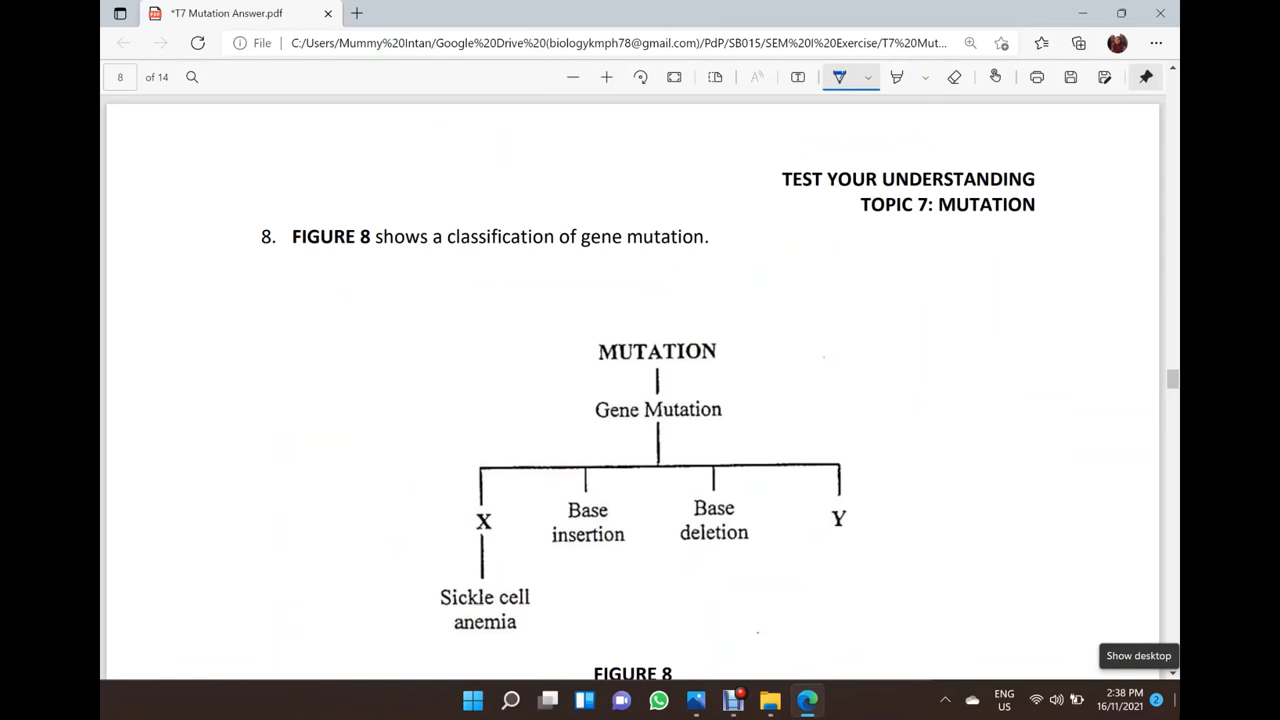 *T7 Mutation Answer.pdf
File
C:/Users/Mummy%20Intan/Google%20Drive%20(biologykmph78@gmail.com)/PdP/SB015/SEM%20I%20Exercise/T7%20Mut...
8 of 14
TEST YOUR UNDERSTANDING
TOPIC 7: MUTATION
8. FIGURE 8 shows a classification of gene mutation.
MUTATION
Gene Mutation
X
Base
insertion
Base
deletion
Y
Sickle cell
anemia
FIGURE 8
Show desktop
ENG
US
2:38 PM
16/11/2021
2